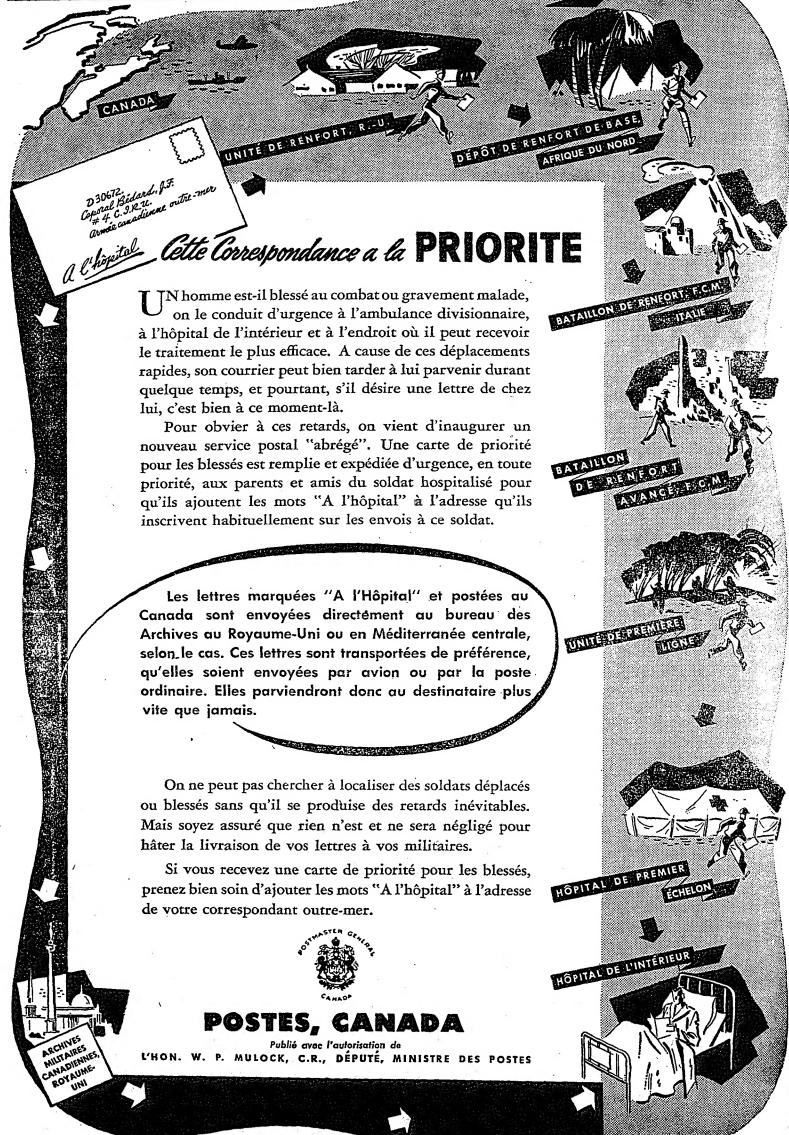 CANADA
UNITÉ DE RENFORT, R.-U.
DÉPÔT DE RENFORT DE BASE,
AFRIQUE DU NORD
D 30672,
Caporal Bédard, J.F.
# 4. C.I.R.U.
Armée canadienne outre-mer
A l'hôpital
Cette Correspondance a la PRIORITE
BATAILLON DE RENFORT, F.C.M.
ITALIE
UN homme est-il blessé au combat ou gravement malade,
on le conduit d'urgence à l'ambulance divisionnaire,
à l'hôpital de l'intérieur et à l'endroit où il peut recevoir
le traitement le plus efficace. A cause de ces déplacements
rapides, son courrier peut bien tarder à lui parvenir durant
quelque temps, et pourtant, s'il désire une lettre de chez
lui, c'est bien à ce moment-là.
Pour obvier à ces retards, on vient d'inaugurer un
nouveau service postal "abrégé". Une carte de priorité
pour les blessés est remplie et expédiée d'urgence, en toute
priorité, aux parents et amis du soldat hospitalisé pour
qu'ils ajoutent les mots "A l'hôpital" à l'adresse qu'ils
inscrivent habituellement sur les envois à ce soldat.
BATAILLON
DE RENFORT
AVANCÉ, F.C.M.
Les lettres marquées "A l'Hôpital" et postées au
Canada sont envoyées directement au bureau des
Archives au Royaume-Uni ou en Méditerranée centrale,
selon le cas. Ces lettres sont transportées de préférence,
qu'elles soient envoyées par avion ou par la poste
ordinaire. Elles parviendront donc au destinataire plus
vite que jamais.
UNITÉ DE PREMIÈRE
LIGNE
On ne peut pas chercher à localiser des soldats déplacés
ou blessés sans qu'il se produise des retards inévitables.
Mais soyez assuré que rien n'est et ne sera négligé pour
hâter la livraison de vos lettres à vos militaires.
Si vous recevez une carte de priorité pour les blessés,
prenez bien soin d'ajouter les mots "A l'hôpital" à l'adresse
de votre correspondant outre-mer.
HÔPITAL DE PREMIER
ÉCHELON
HÔPITAL DE L'INTÉRIEUR
POSTMASTER GENERAL
CANADA
POSTES, CANADA
Publié avec l'autorisation de
L'HON. W. P. MULOCK, C.R., DÉPUTÉ, MINISTRE DES POSTES
ARCHIVES
MILITAIRES
CANADIENNES,
ROYAUME-
UNI